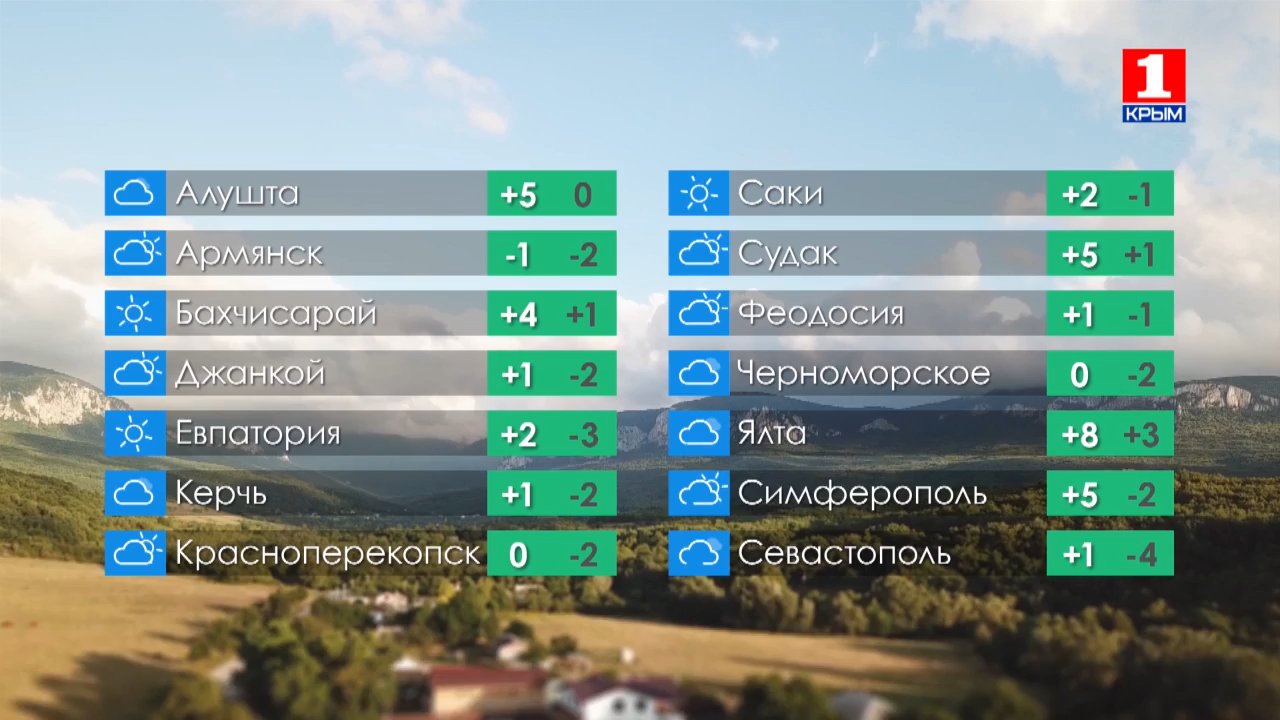 1
КРЫМ
Алушта +5 0
Армянск -1 -2
Бахчисарай +4 +1
Джанкой +1 -2
Евпатория +2 -3
Керчь +1 -2
Красноперекопск 0 -2
Саки +2 -1
Судак +5 +1
Феодосия +1 -1
Черноморское 0 -2
Ялта +8 +3
Симферополь +5 -2
Севастополь +1 -4